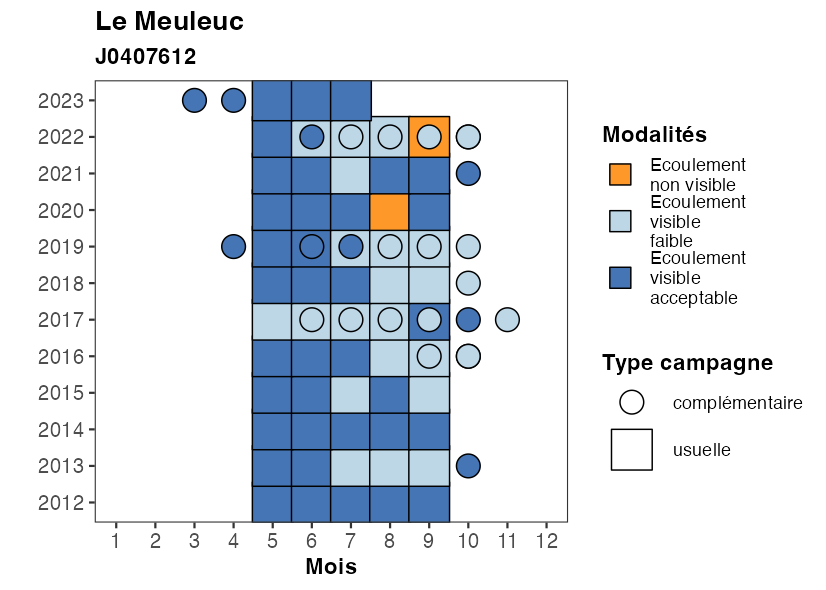 Le Meuleuc
J0407612
2023
2022
2021
2020
2019
2018
2017
2016
2015
2014
2013
2012
1 2 3 4 5 6 7 8 9 10 11 12
Mois
Modalités
Ecoulement
non visible
Ecoulement
visible
faible
Ecoulement
visible
acceptable
Type campagne
complémentaire
usuelle